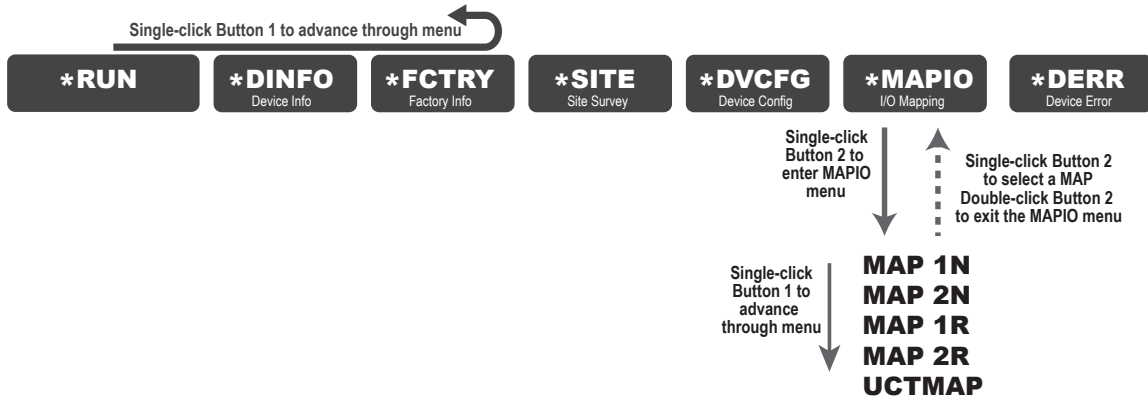 Single-click Button 1 to advance through menu
*RUN
*DINFO
Device Info
*FCTRY
Factory Info
*SITE
Site Survey
*DVCFG
Device Config
*MAPIO
I/O Mapping
*DERR
Device Error
Single-click
Button 2 to
enter MAPIO
menu
Single-click Button 2
to select a MAP
Double-click Button 2
to exit the MAPIO menu
Single-click
Button 1 to
advance
through menu
MAP 1N
MAP 2N
MAP 1R
MAP 2R
UCTMAP